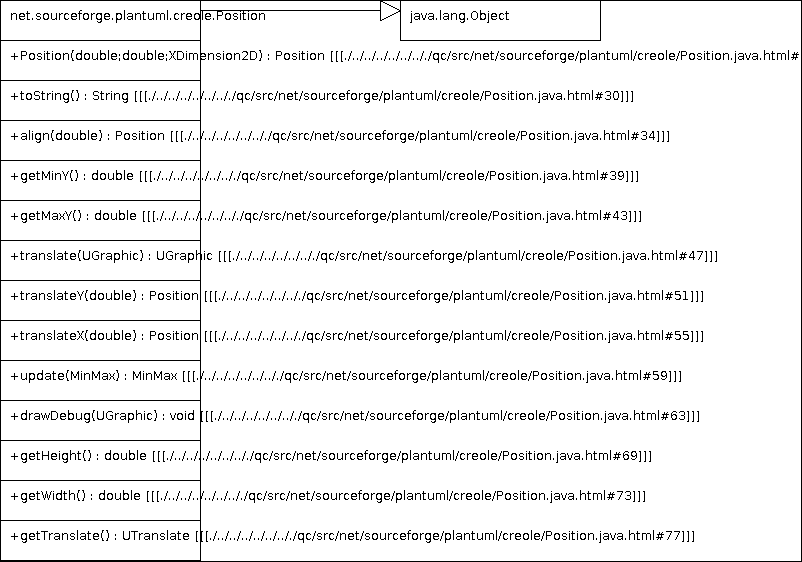 net.sourceforge.plantuml.creole.Position
java.lang.Object
+Position(double;double;XDimension2D) : Position [[[./../../../../../../../qc/src/net/sourceforge/plantuml/creole/Position.java.html#
+toString() : String [[[./../../../../../../../qc/src/net/sourceforge/plantuml/creole/Position.java.html#30]]]
+align(double) : Position [[[./../../../../../../../qc/src/net/sourceforge/plantuml/creole/Position.java.html#34]]]
+getMinY() : double [[[./../../../../../../../qc/src/net/sourceforge/plantuml/creole/Position.java.html#39]]]
+getMaxY() : double [[[./../../../../../../../qc/src/net/sourceforge/plantuml/creole/Position.java.html#43]]]
+translate(UGraphic) : UGraphic [[[./../../../../../../../qc/src/net/sourceforge/plantuml/creole/Position.java.html#47]]]
+translateY(double) : Position [[[./../../../../../../../qc/src/net/sourceforge/plantuml/creole/Position.java.html#51]]]
+translateX(double) : Position [[[./../../../../../../../qc/src/net/sourceforge/plantuml/creole/Position.java.html#55]]]
+update(MinMax) : MinMax [[[./../../../../../../../qc/src/net/sourceforge/plantuml/creole/Position.java.html#59]]]
+drawDebug(UGraphic) : void [[[./../../../../../../../qc/src/net/sourceforge/plantuml/creole/Position.java.html#63]]]
+getHeight() : double [[[./../../../../../../../qc/src/net/sourceforge/plantuml/creole/Position.java.html#69]]]
+getWidth() : double [[[./../../../../../../../qc/src/net/sourceforge/plantuml/creole/Position.java.html#73]]]
+getTranslate() : UTranslate [[[./../../../../../../../qc/src/net/sourceforge/plantuml/creole/Position.java.html#77]]]